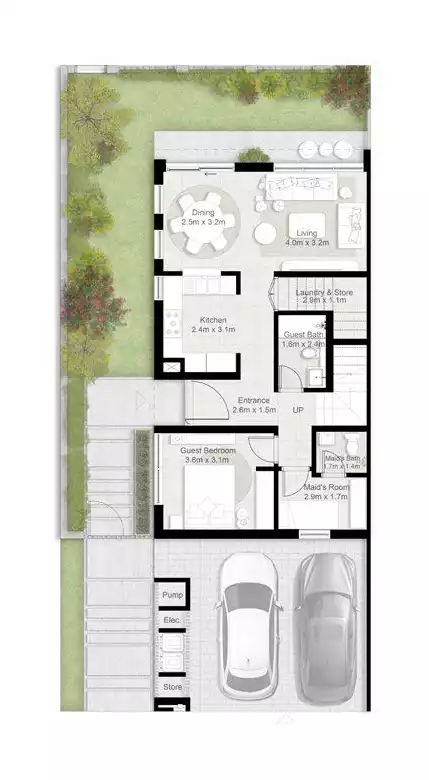 Dining
2.5m x 3.2m
Living
4.0m x 3.2m
Laundry & Store
2.9m x 1.1m
Kitchen
2.4m x 3.1m
Guest Bath
1.6m x 2.4m
Entrance
2.6m x 1.5m
UP
Guest Bedroom
3.6m x 3.1m
Maid's Bath
1.7m x 1.4m
Maid's Room
2.9m x 1.7m
Pump
Elec.
Store